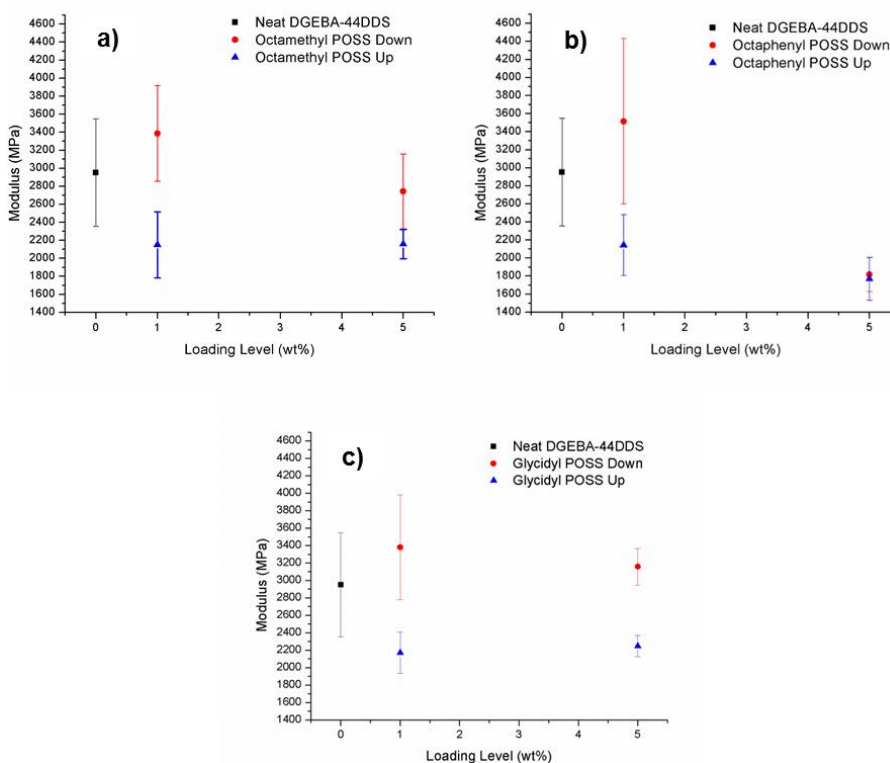 a)
Neat DGEBA-44DDS
Octamethyl POSS Down
Octamethyl POSS Up
Modulus (MPa)
4600
4400
4200
4000
3800
3600
3400
3200
3000
2800
2600
2400
2200
2000
1800
1600
1400
0 1 2 3 4 5
Loading Level (wt%)
b)
Neat DGEBA-44DDS
Octaphenyl POSS Down
Octaphenyl POSS Up
Modulus (MPa)
4600
4400
4200
4000
3800
3600
3400
3200
3000
2800
2600
2400
2200
2000
1800
1600
1400
0 1 2 3 4 5
Loading Level (wt%)
c)
Neat DGEBA-44DDS
Glycidyl POSS Down
Glycidyl POSS Up
Modulus (MPa)
4600
4400
4200
4000
3800
3600
3400
3200
3000
2800
2600
2400
2200
2000
1800
1600
1400
0 1 2 3 4 5
Loading Level (wt%)